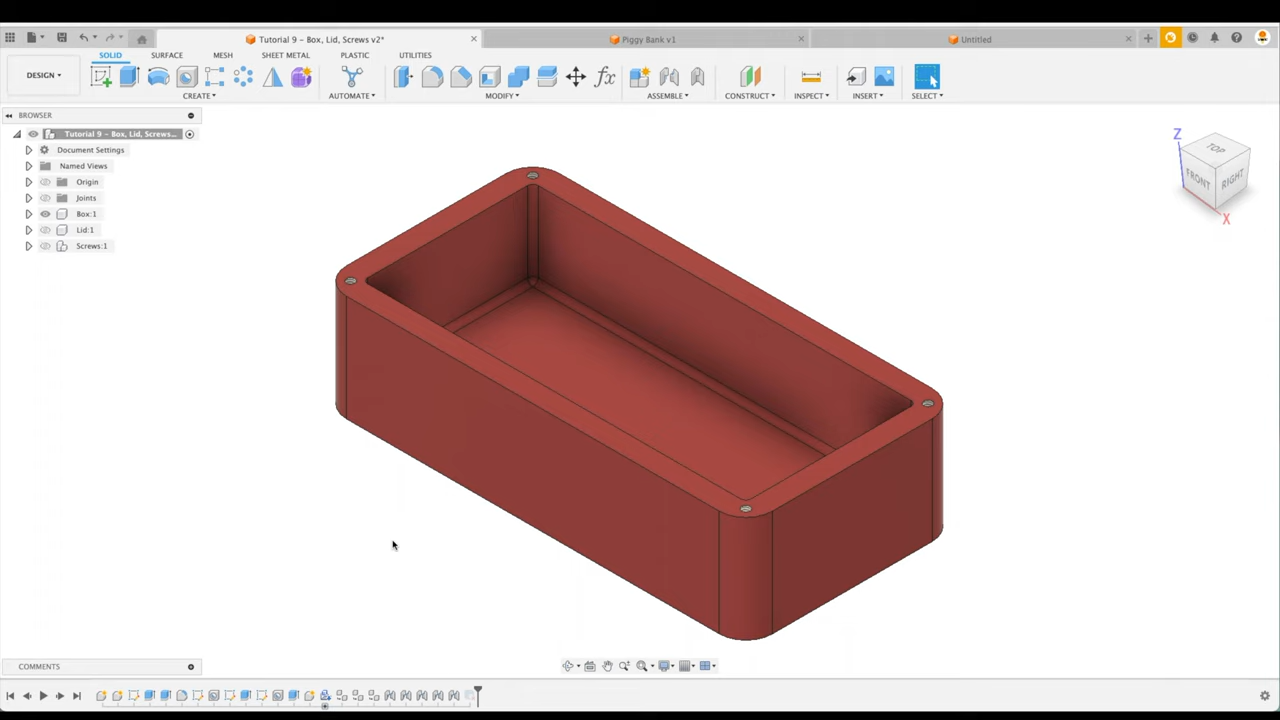 Tutorial 9 – Box, Lid, Screws v2*
Piggy Bank v1
Untitled
SOLID SURFACE MESH SHEET METAL PLASTIC UTILITIES
DESIGN
CREATE AUTOMATE MODIFY ASSEMBLE CONSTRUCT INSPECT INSERT SELECT
fx
BROWSER
Tutorial 9 – Box, Lid, Screws...
Document Settings
Named Views
Origin
Joints
Box:1
Lid:1
Screws:1
Z
TOP
FRONT
RIGHT
X
COMMENTS